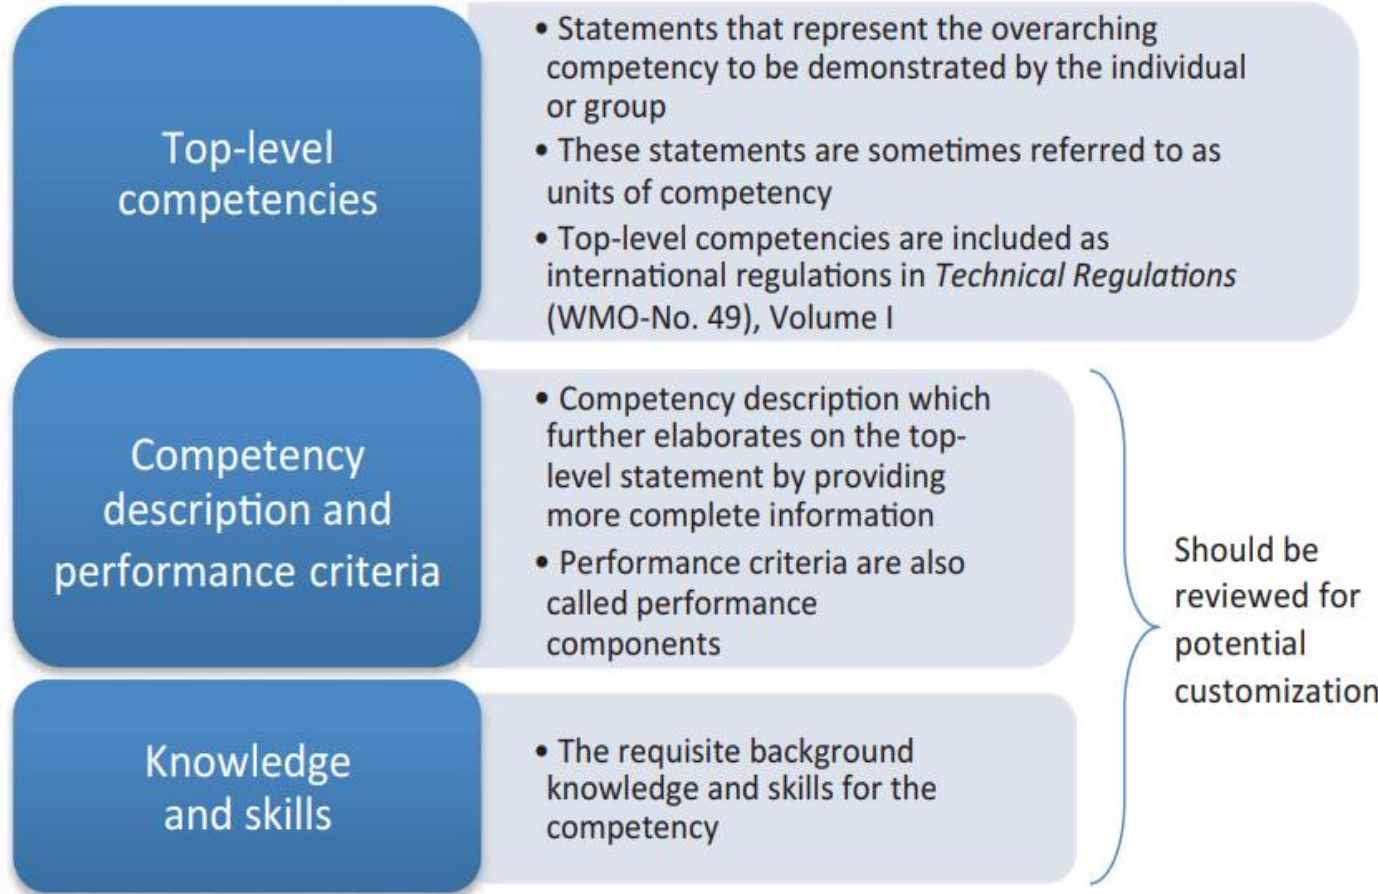 Top-level
competencies
• Statements that represent the overarching
competency to be demonstrated by the individual
or group
• These statements are sometimes referred to as
units of competency
• Top-level competencies are included as
international regulations in Technical Regulations
(WMO-No. 49), Volume I
Competency
description and
performance criteria
• Competency description which
further elaborates on the top-
level statement by providing
more complete information
• Performance criteria are also
called performance
components
Knowledge
and skills
• The requisite background
knowledge and skills for the
competency
Should be
reviewed for
potential
customization